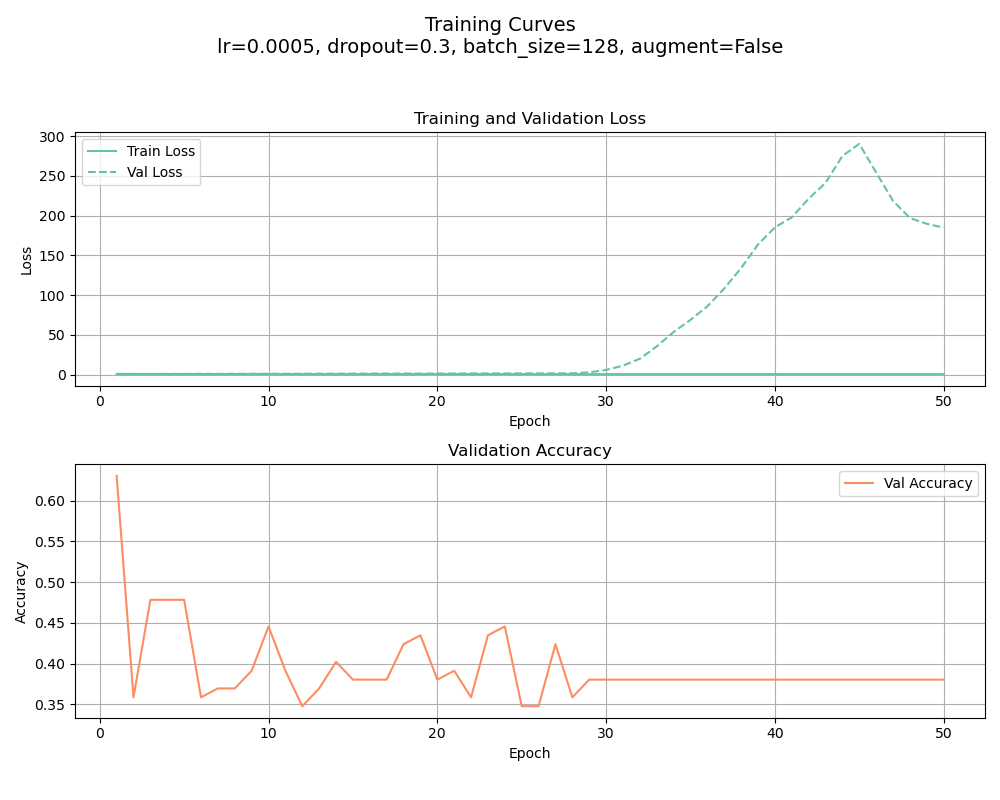 Training Curves
lr=0.0005, dropout=0.3, batch_size=128, augment=False
Training and Validation Loss
300
250
200
150
100
50
0
Loss
Train Loss
Val Loss
0 10 20 30 40 50
Epoch
Validation Accuracy
0.60
0.55
0.50
0.45
0.40
0.35
Accuracy
Val Accuracy
0 10 20 30 40 50
Epoch